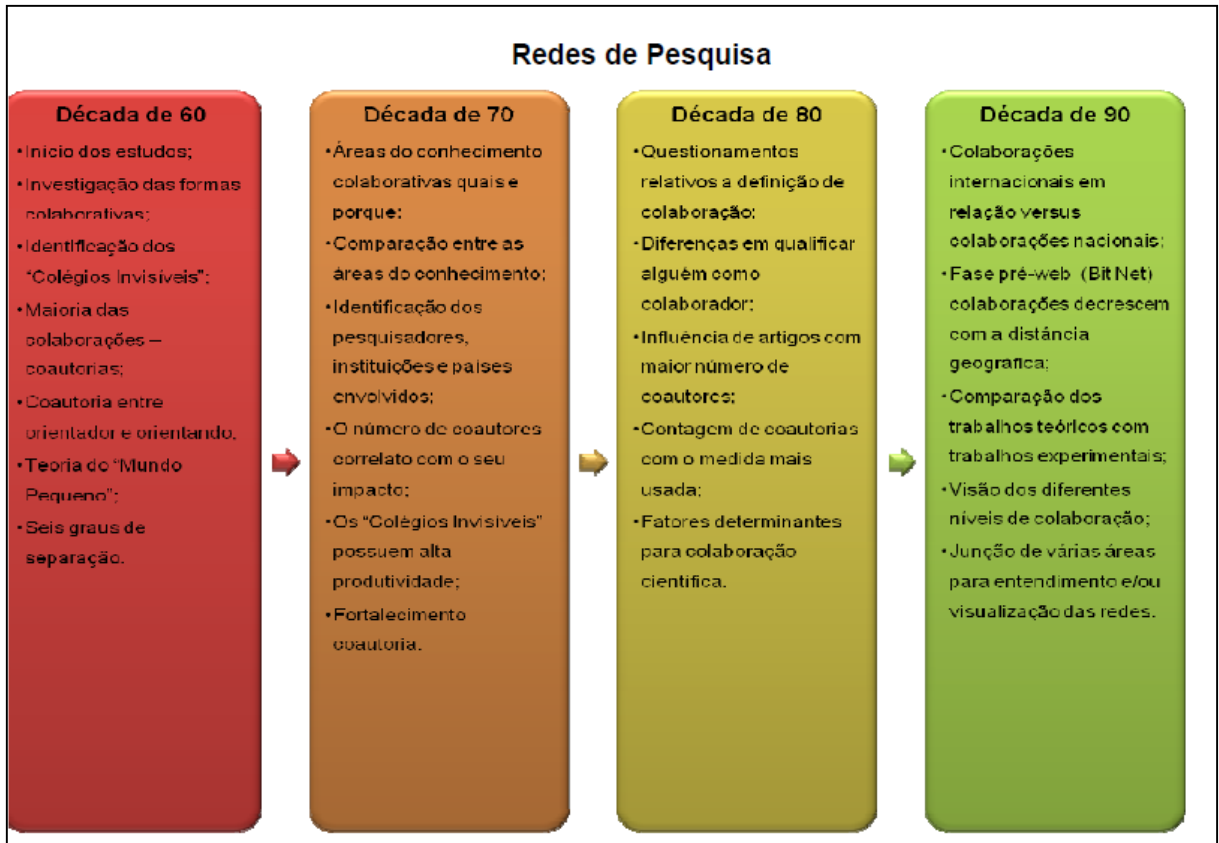 Redes de Pesquisa
Década de 60
•Inicio dos estudos;
•Investigação das formas
colaborativas;
•Identificação dos
"Colégios Invisíveis";
•Maioria das
colaborações –
coautorias;
•Coautoria entre
orientador e orientando.
•Teoria do "Mundo
Pequeno";
•Seis graus de
separação.
Década de 70
•Áreas do conhecimento
colaborativas quais e
porque;
•Comparação entre as
áreas do conhecimento;
•Identificação dos
pesquisadores,
instituições e países
envolvidos;
•O número de coautores
correlato com o seu
impacto;
•Os "Colégios Invisíveis"
possuem alta
produtividade;
•Fortalecimento
coautoria.
Década de 80
•Questionamentos
relativos a definição de
colaboração;
•Diferenças em qualificar
alguém como
colaborador;
•Influência de artigos com
maior número de
coautores;
•Contagem de coautorias
com o medida mais
usada;
•Fatores determinantes
para colaboração
científica.
Década de 90
•Colaborações
internacionais em
relação versus
colaborações nacionais;
•Fase pré-web (Bit Net)
colaborações decrescem
com a distância
geografica;
•Comparação dos
trabalhos teóricos com
trabalhos experimentais;
•Visão dos diferentes
níveis de colaboração;
•Junção de várias áreas
para entendimento e/ou
visualização das redes.